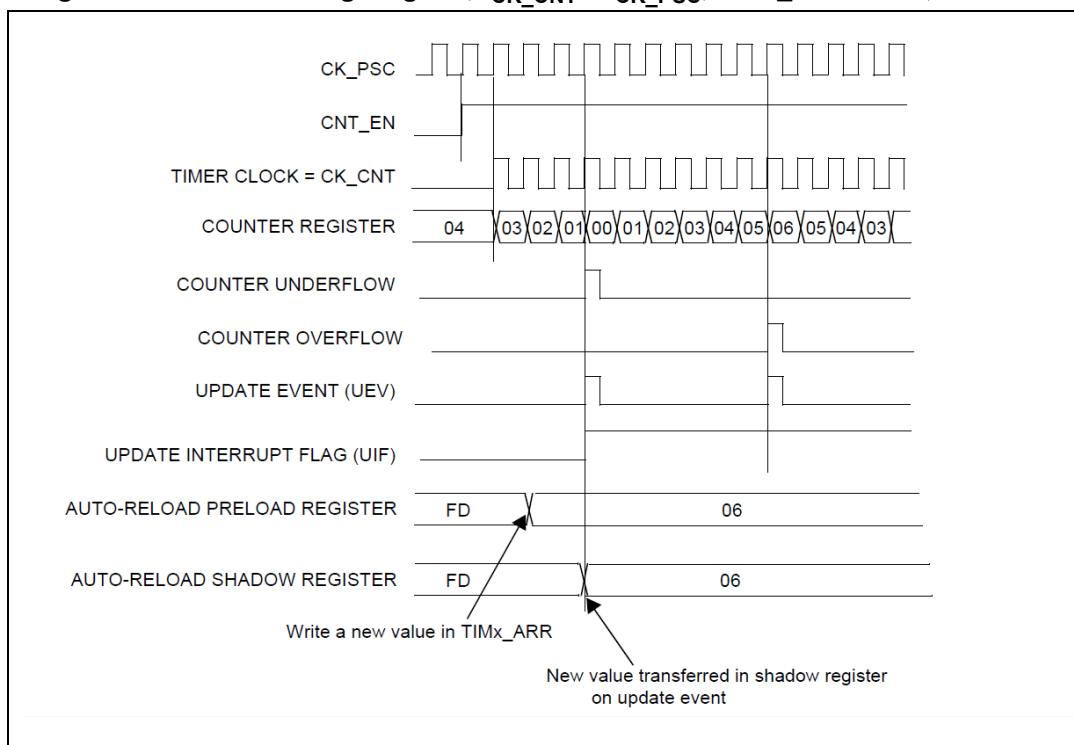 CK_CNT CK_PSC
CK_PSC
CNT_EN
TIMER CLOCK = CK_CNT
COUNTER REGISTER 04 03 02 01 00 01 02 03 04 05 06 05 04 03
COUNTER UNDERFLOW
COUNTER OVERFLOW
UPDATE EVENT (UEV)
UPDATE INTERRUPT FLAG (UIF)
AUTO-RELOAD PRELOAD REGISTER FD 06
AUTO-RELOAD SHADOW REGISTER FD 06
Write a new value in TIMx_ARR
New value transferred in shadow register
on update event